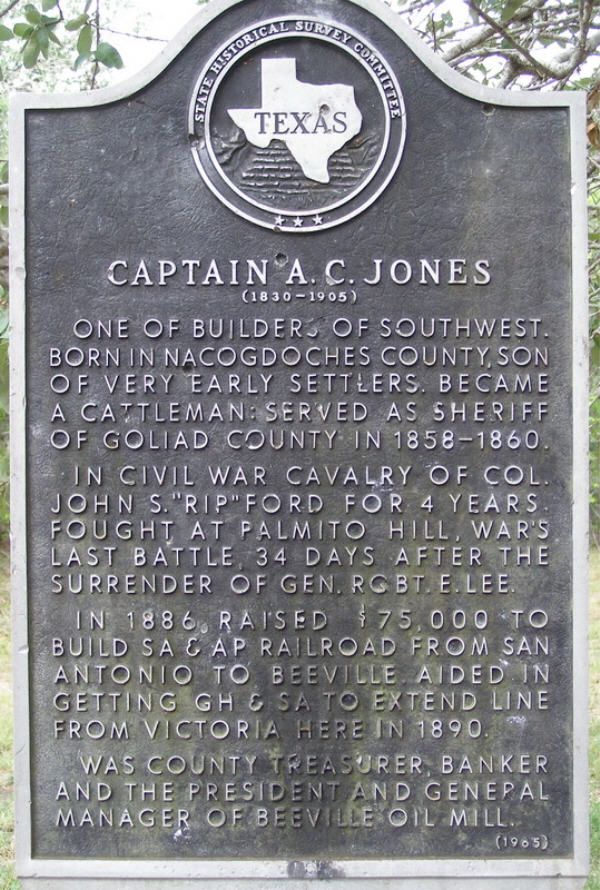 STATE HISTORICAL SURVEY COMMITTEE
TEXAS
CAPTAIN A. C. JONES
(1830-1905)
ONE OF BUILDERS OF SOUTHWEST.
BORN IN NACOGDOCHES COUNTY, SON
OF VERY EARLY SETTLERS. BECAME
A CATTLEMAN; SERVED AS SHERIFF
OF GOLIAD COUNTY IN 1858-1860.
IN CIVIL WAR CAVALRY OF COL.
JOHN S. "RIP" FORD FOR 4 YEARS.
FOUGHT AT PALMITO HILL, WAR'S
LAST BATTLE, 34 DAYS AFTER THE
SURRENDER OF GEN. ROBT. E. LEE.
IN 1886 RAISED $75,000 TO
BUILD SA & AP RAILROAD FROM SAN
ANTONIO TO BEEVILLE. AIDED IN
GETTING GH & SA TO EXTEND LINE
FROM VICTORIA HERE IN 1890.
WAS COUNTY TREASURER, BANKER
AND THE PRESIDENT AND GENERAL
MANAGER OF BEEVILLE OIL MILL.
(1965)